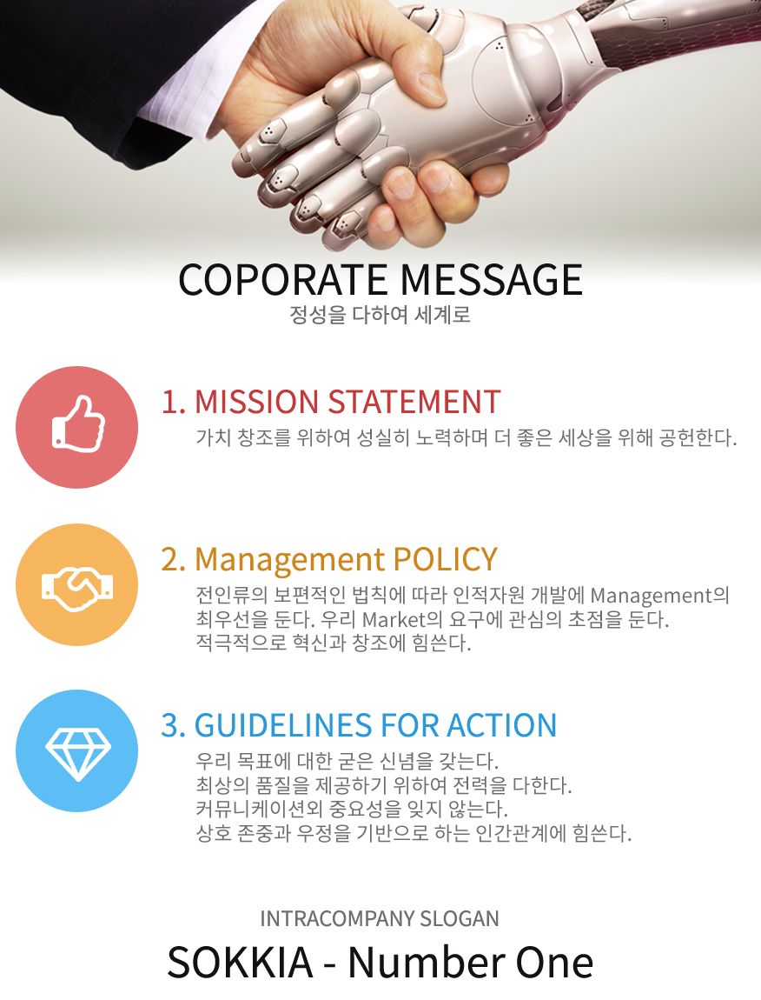 COPORATE MESSAGE
정성을 다하여 세계로
1. MISSION STATEMENT
가치 창조를 위하여 성실히 노력하며 더 좋은 세상을 위해 공헌한다.
2. Management POLICY
전인류의 보편적인 법칙에 따라 인적자원 개발에 Management의
최우선을 둔다. 우리 Market의 요구에 관심의 초점을 둔다.
적극적으로 혁신과 창조에 힘쓴다.
3. GUIDELINES FOR ACTION
우리 목표에 대한 굳은 신념을 갖는다.
최상의 품질을 제공하기 위하여 전력을 다한다.
커뮤니케이션외 중요성을 잊지 않는다.
상호 존중과 우정을 기반으로 하는 인간관계에 힘쓴다.
INTRACOMPANY SLOGAN
SOKKIA - Number One